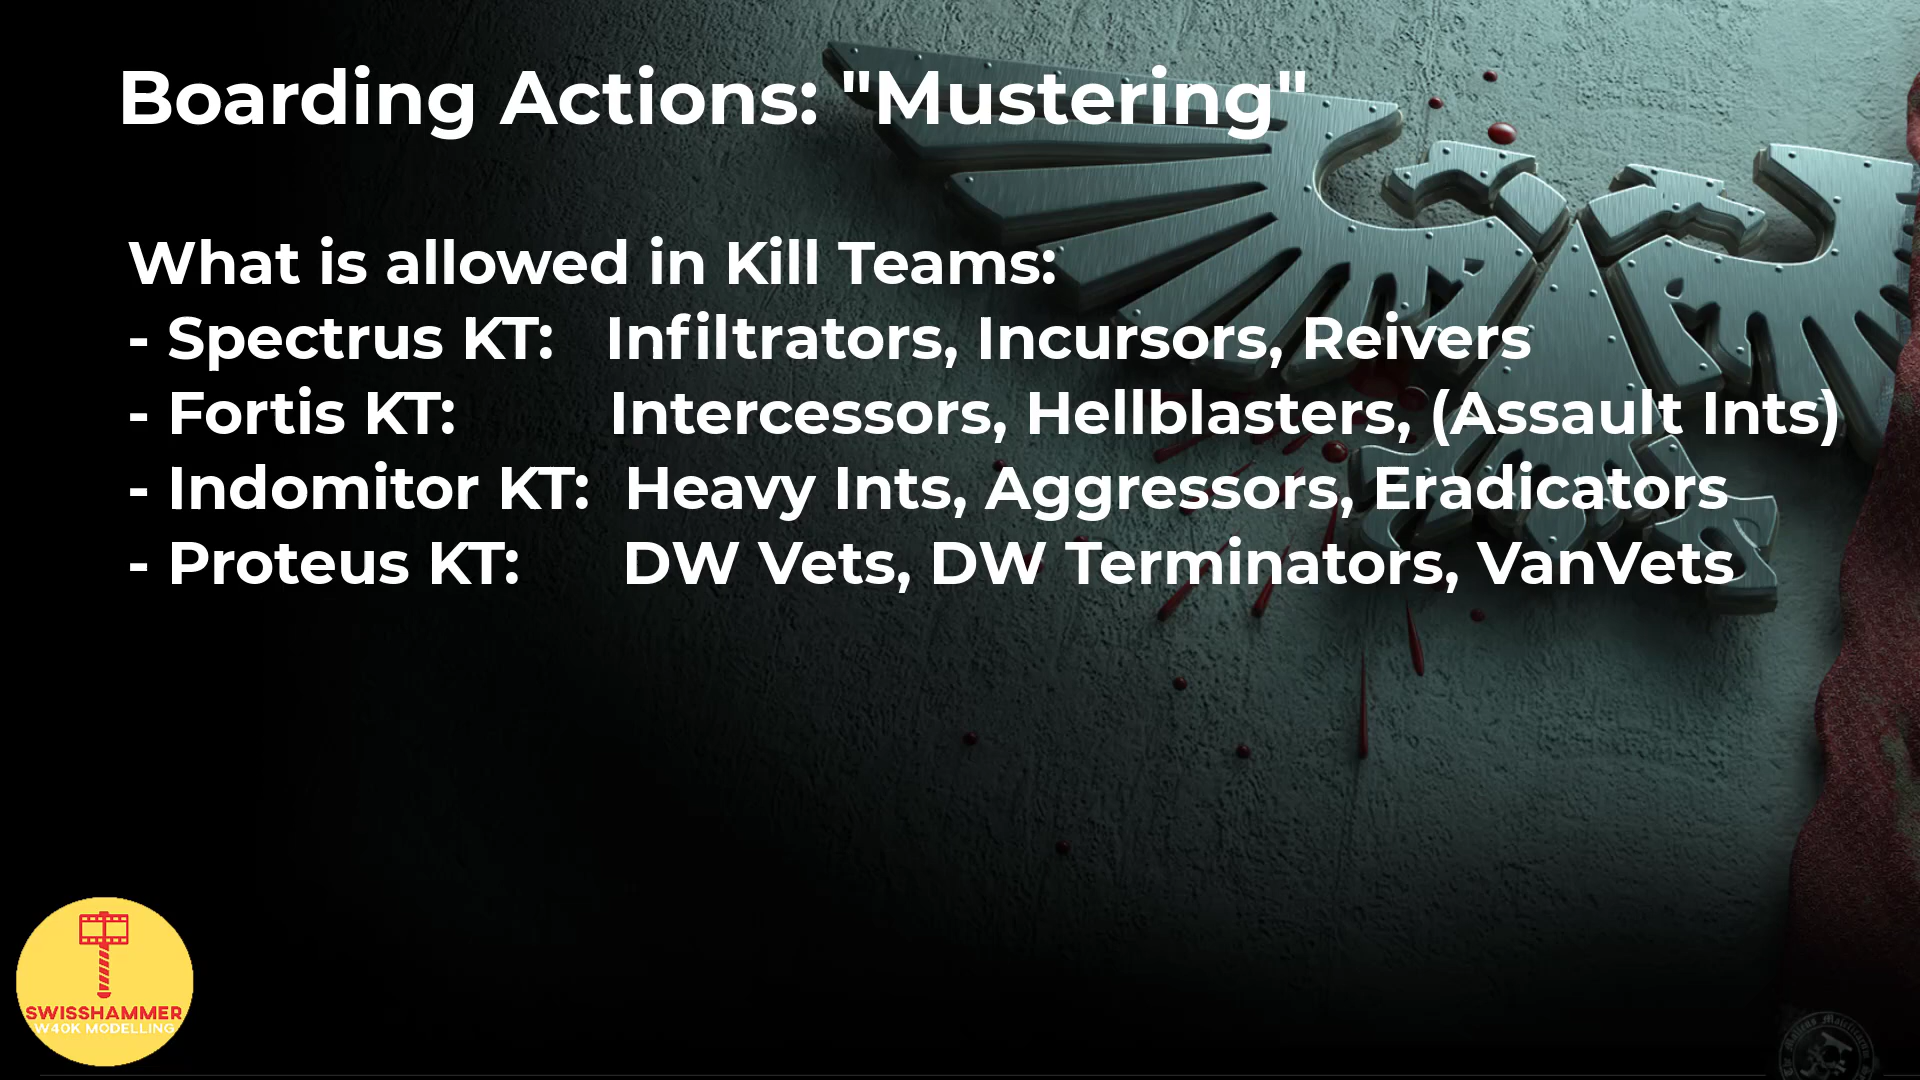 Boarding Actions: "Mustering"
What is allowed in Kill Teams:
- Spectrus KT: Infiltrators, Incursors, Reivers
- Fortis KT: Intercessors, Hellblasters, (Assault Ints)
- Indomitor KT: Heavy Ints, Aggressors, Eradicators
- Proteus KT: DW Vets, DW Terminators, VanVets
SWISSHAMMER
W40K MODELLING